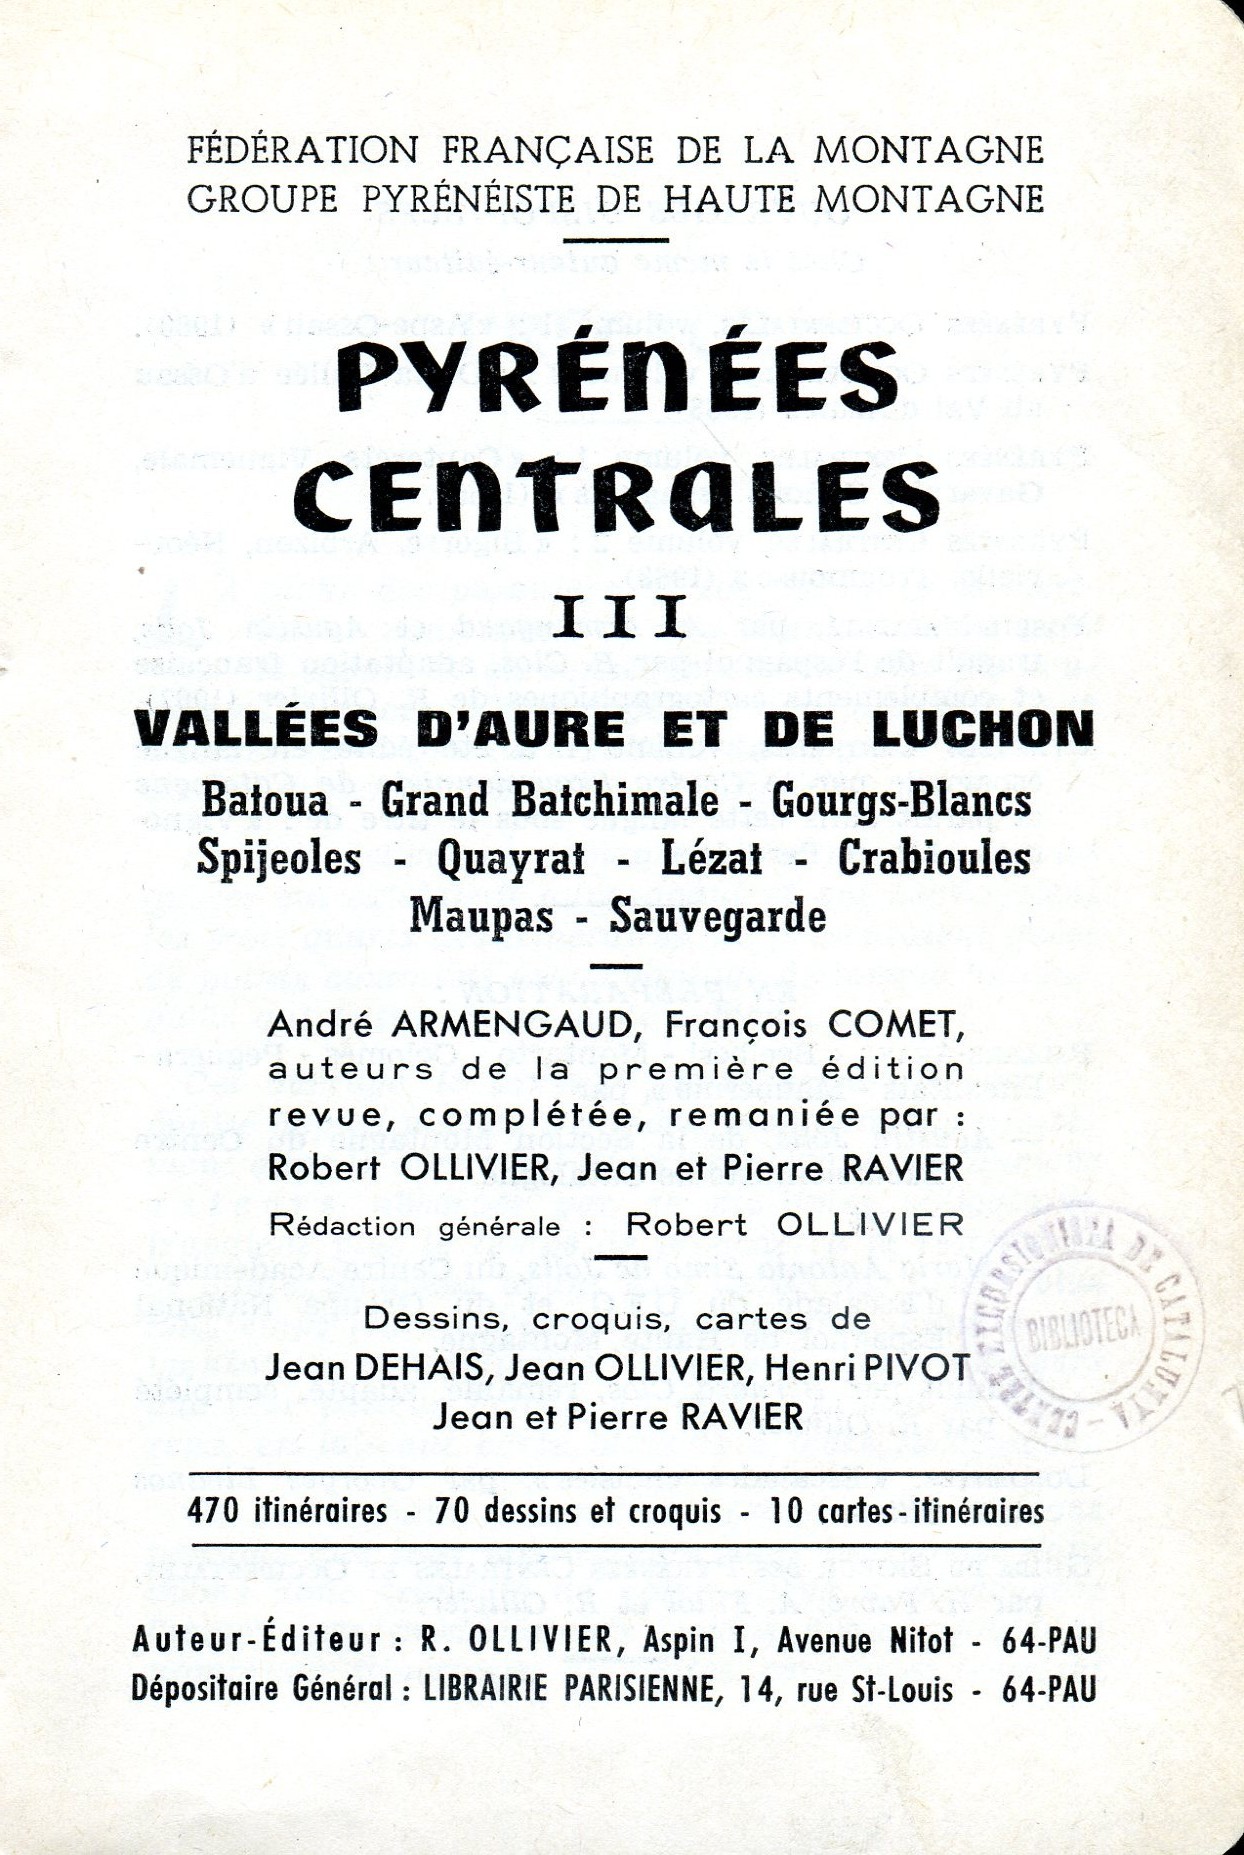 FÉDÉRATION FRANÇAISE DE LA MONTAGNE
GROUPE PYRÉNÉISTE DE HAUTE MONTAGNE
PYRÉNÉES
CENTRALES
III
VALLÉES D'AURE ET DE LUCHON
Batoua - Grand Batchimale - Gourgs-Blancs
Spijeoles - Quayrat - Lézat - Crabioules
Maupas - Sauvegarde
André ARMENGAUD, François COMET,
auteurs de la première édition
revue, complétée, remaniée par :
Robert OLLIVIER, Jean et Pierre RAVIER
Rédaction générale : Robert OLLIVIER
Dessins, croquis, cartes de
Jean DEHAIS, Jean OLLIVIER, Henri PIVOT
Jean et Pierre RAVIER
CENTRE EXCURSIONISTA DE CATALUNYA
BIBLIOTECA
470 itinéraires - 70 dessins et croquis - 10 cartes-itinéraires
Auteur-Éditeur : R. OLLIVIER, Aspin I, Avenue Nitot - 64-PAU
Dépositaire Général : LIBRAIRIE PARISIENNE, 14, rue St-Louis - 64-PAU